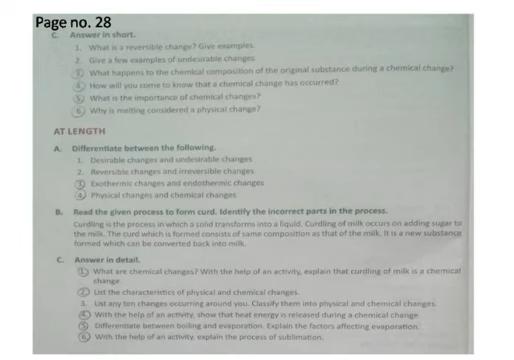 Page no. 28
C. Answer in short.
1. What is a reversible change? Give examples.
2. Give a few examples of undesirable changes.
3. What happens to the chemical composition of the original substance during a chemical change?
4. How will you come to know that a chemical change has occurred?
5. What is the importance of chemical changes?
6. Why is melting considered a physical change?
AT LENGTH
A. Differentiate between the following.
1. Desirable changes and undesirable changes
2. Reversible changes and irreversible changes
3. Exothermic changes and endothermic changes
4. Physical changes and chemical changes
B. Read the given process to form curd. Identify the incorrect parts in the process.
Curdling is the process in which a solid transforms into a liquid. Curdling of milk occurs on adding sugar to
the milk. The curd which is formed consists of same composition as that of the milk. It is a new substance
formed which can be converted back into milk.
C. Answer in detail.
1. What are chemical changes? With the help of an activity, explain that curdling of milk is a chemical
change.
2. List the characteristics of physical and chemical changes.
3. List any ten changes occurring around you. Classify them into physical and chemical changes.
4. With the help of an activity, show that heat energy is released during a chemical change.
5. Differentiate between boiling and evaporation. Explain the factors affecting evaporation.
6. With the help of an activity, explain the process of sublimation.